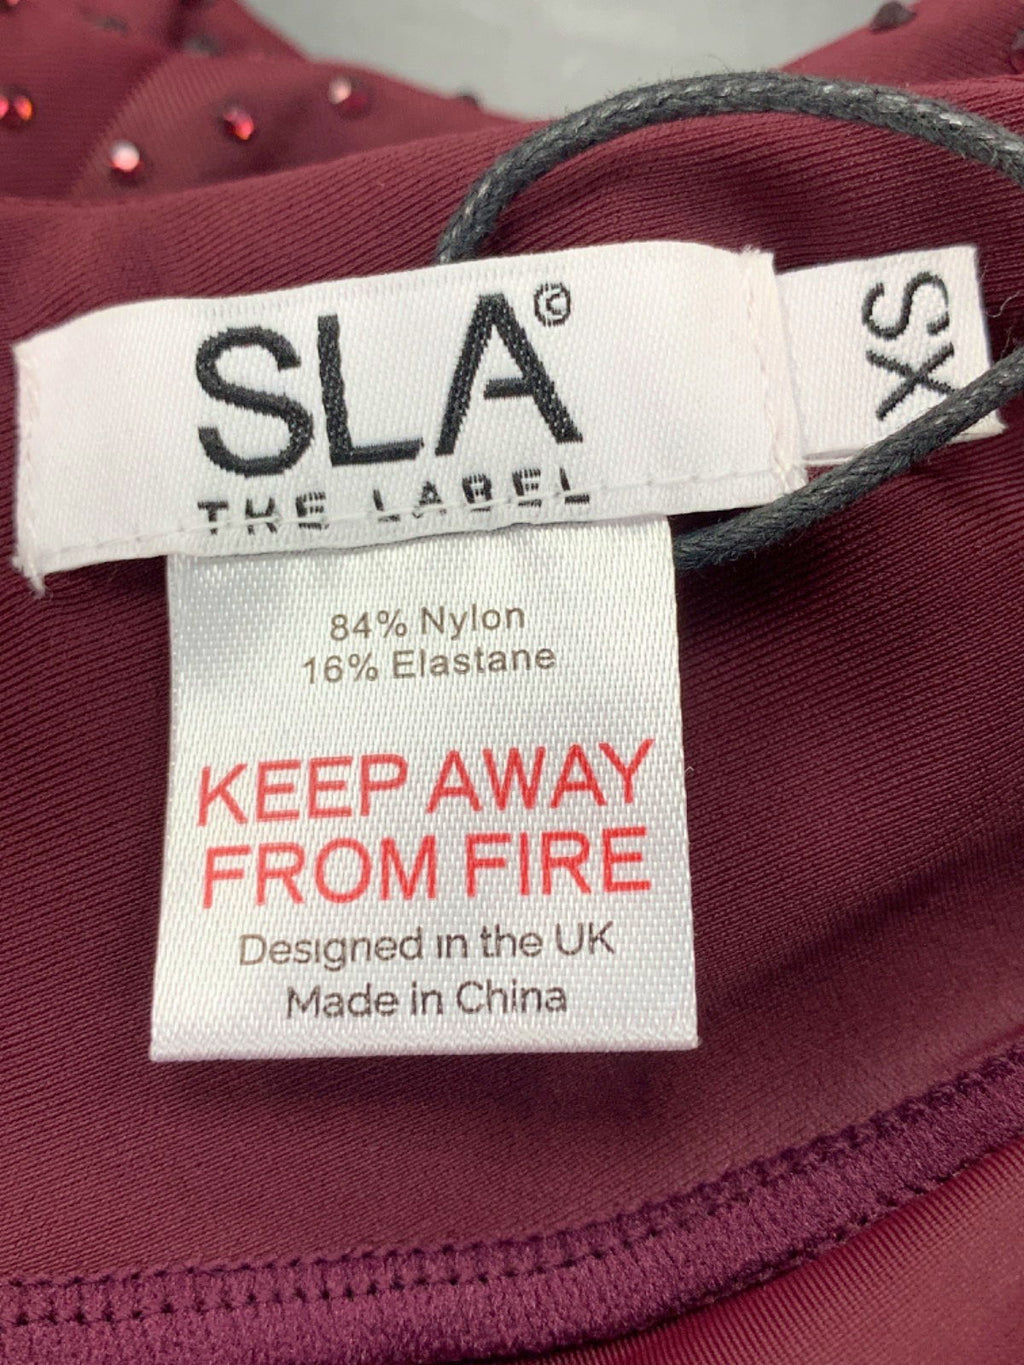 SLA©
THE LABEL
XS
84% Nylon
16% Elastane
KEEP AWAY
FROM FIRE
Designed in the UK
Made in China